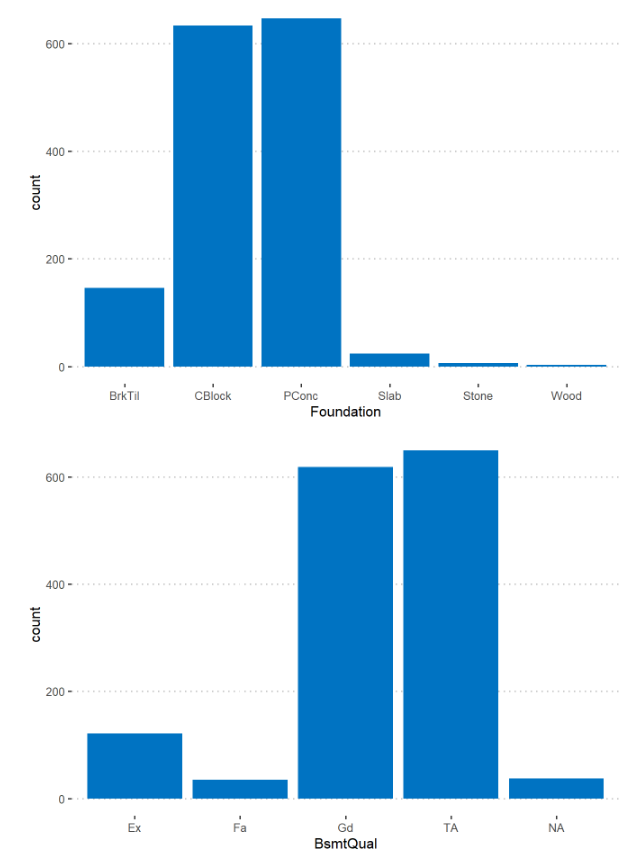 600
400
200
0
count
BrkTil CBlock PConc Slab Stone Wood
Foundation
600
400
200
0
count
Ex Fa Gd TA NA
BsmtQual